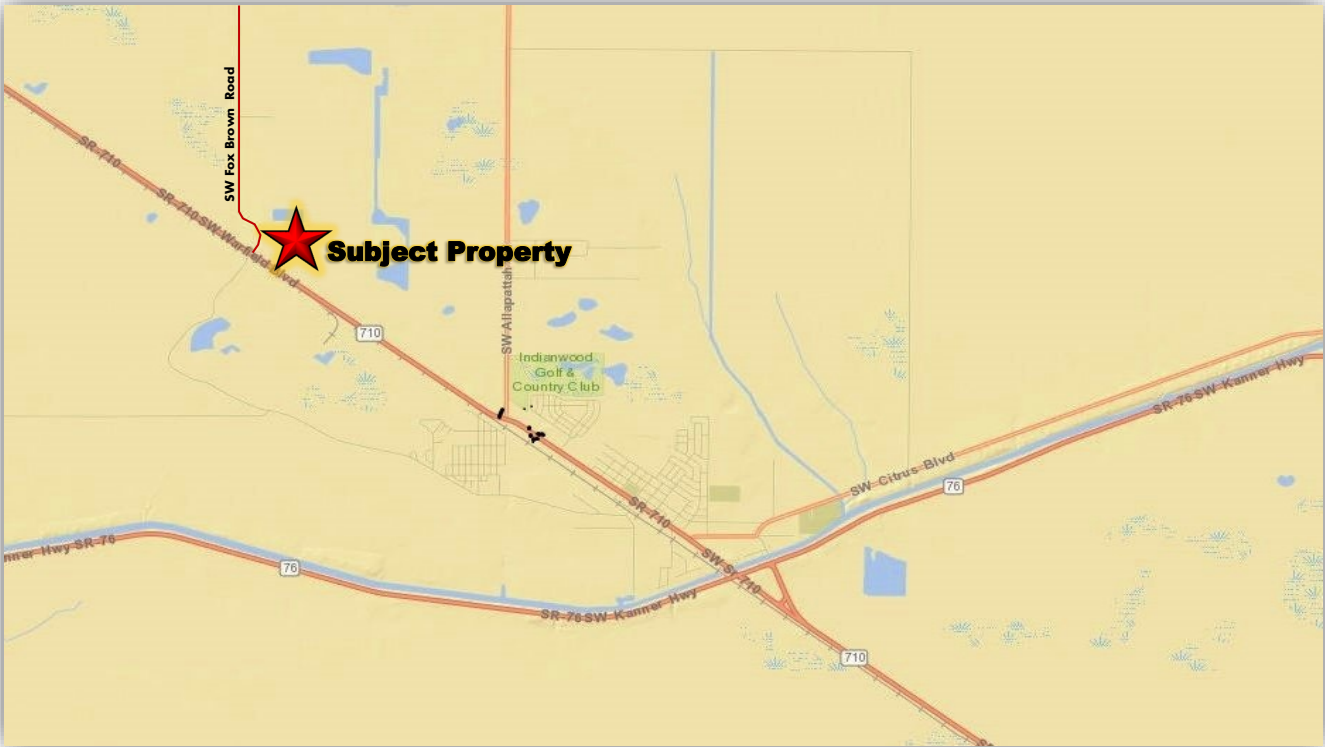 SW Fox Brown Road
SR-710
SR-710 SW Warfield Blvd
Subject Property
710
SW Allapattah
Indianwood
Golf &
Country Club
SR-710
SW Citrus Blvd
SR-76 SW Kanner Hwy
76
nner Hwy SR-76
76
SW Sr-710
SR-76 SW Kanner Hwy
710